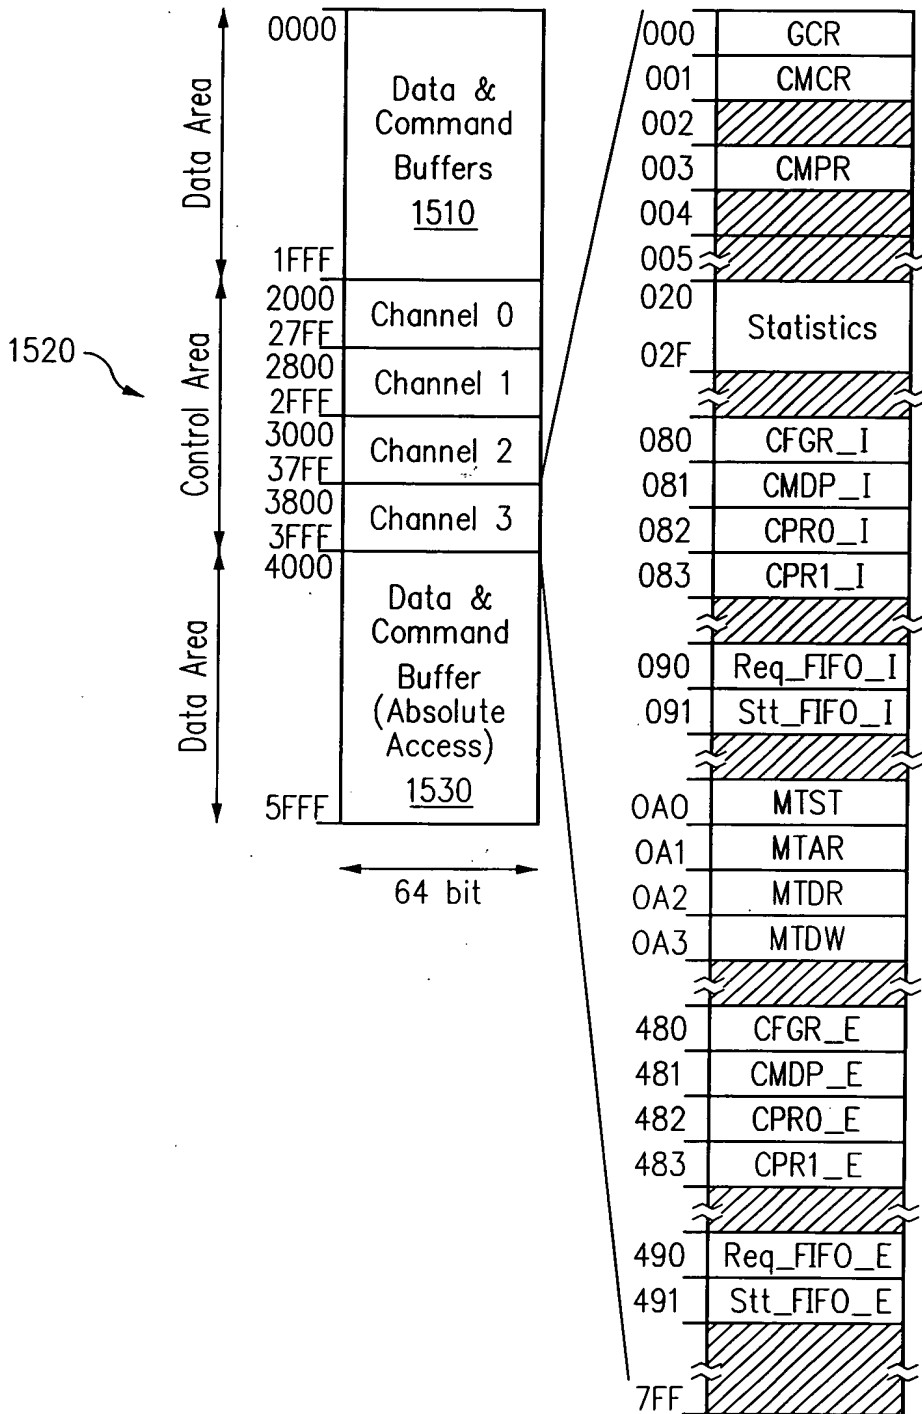 Data Area
0000
Data &
Command
Buffers
1510
1FFF
1520
Control Area
2000
27FE
Channel 0
2800
2FFF
Channel 1
3000
37FE
Channel 2
3800
3FFF
Channel 3
Data Area
4000
Data &
Command
Buffer
(Absolute
Access)
1530
5FFF
64 bit
000 GCR
001 CMCR
002
003 CMPR
004
005
020
Statistics
02F
080 CFGR_I
081 CMDP_I
082 CPR0_I
083 CPR1_I
090 Req_FIFO_I
091 Stt_FIFO_I
0A0 MTST
0A1 MTAR
0A2 MTDR
0A3 MTDW
480 CFGR_E
481 CMDP_E
482 CPR0_E
483 CPR1_E
490 Req_FIFO_E
491 Stt_FIFO_E
7FF